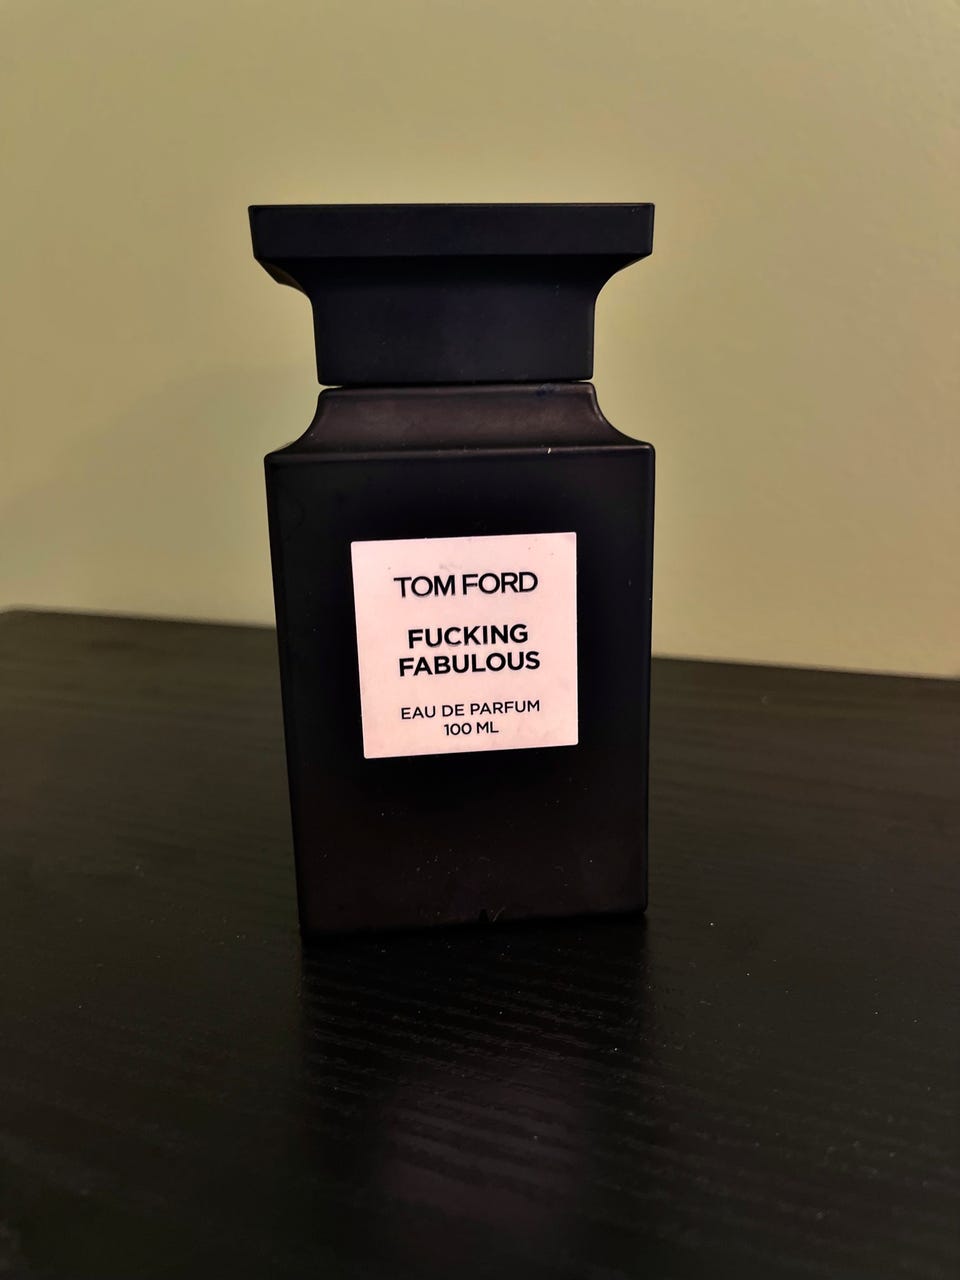 TOM FORD
FUCKING
FABULOUS
EAU DE PARFUM
100 ML